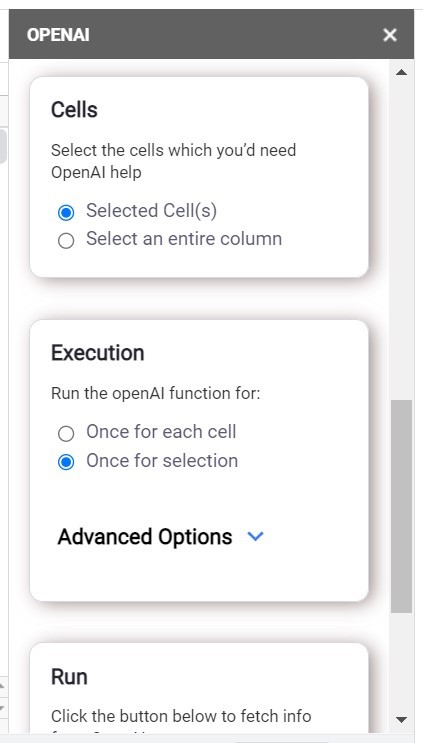 OPENAI
Cells
Select the cells which you'd need
OpenAI help
Selected Cell(s)
Select an entire column
Execution
Run the openAI function for:
Once for each cell
Once for selection
Advanced Options
Run
Click the button below to fetch info